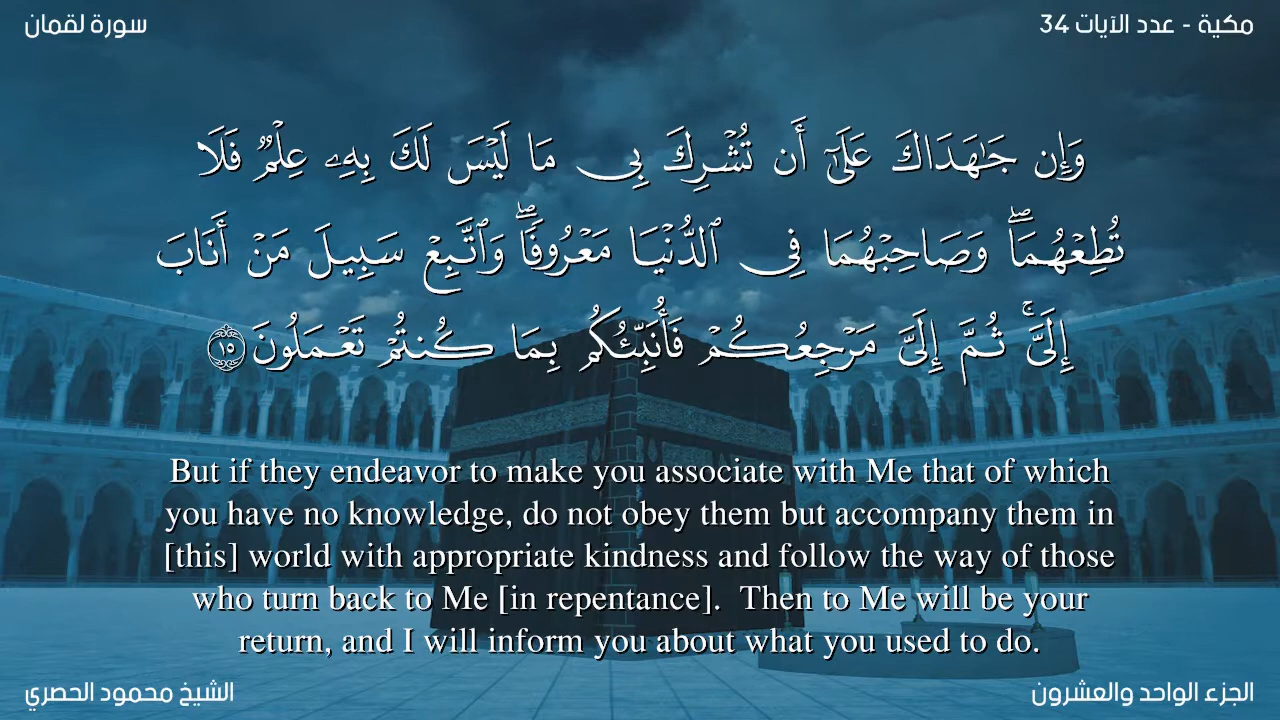 مكية - عدد الآيات 34
سورة لقمان
وَإِن جَٰهَدَاكَ عَلَىٰٓ أَن تُشْرِكَ بِى مَا لَيْسَ لَكَ بِهِۦ عِلْمٌ فَلَا
تُطِعْهُمَا ۖ وَصَاحِبْهُمَا فِى ٱلدُّنْيَا مَعْرُوفًا ۖ وَٱتَّبِعْ سَبِيلَ مَنْ أَنَابَ
إِلَىَّ ۚ ثُمَّ إِلَىَّ مَرْجِعُكُمْ فَأُنَبِّئُكُم بِمَا كُنتُمْ تَعْمَلُونَ ١٥
But if they endeavor to make you associate with Me that of which
you have no knowledge, do not obey them but accompany them in
[this] world with appropriate kindness and follow the way of those
who turn back to Me [in repentance].  Then to Me will be your
return, and I will inform you about what you used to do.
الجزء الواحد والعشرون
الشيخ محمود الحصري